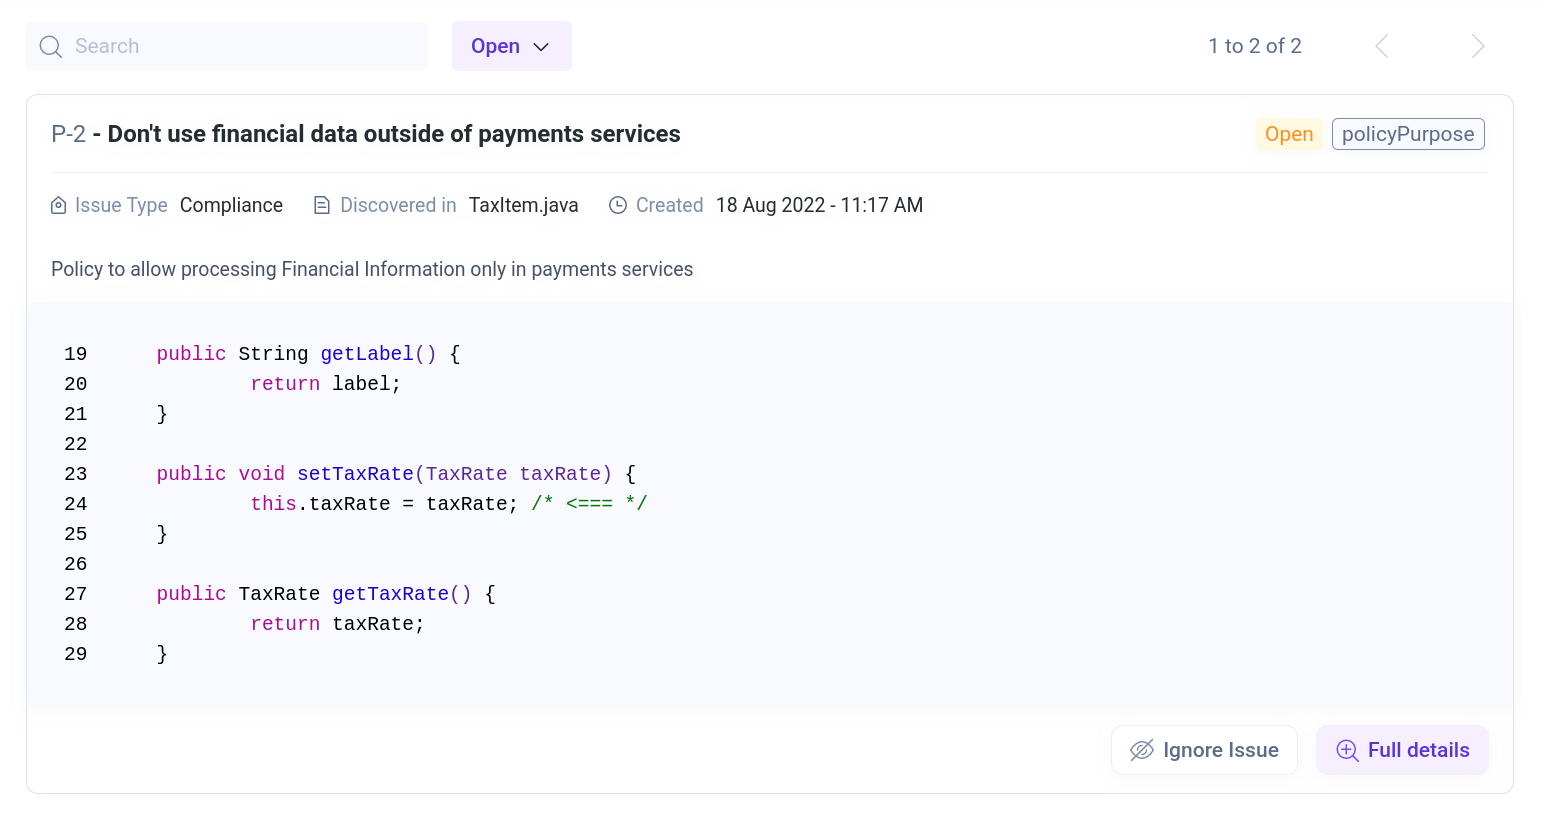 Search
Open
1 to 2 of 2
P-2 - Don't use financial data outside of payments services
Open
policyPurpose
Issue Type Compliance Discovered in TaxItem.java Created 18 Aug 2022 - 11:17 AM
Policy to allow processing Financial Information only in payments services
19 public String getLabel() {
20 return label;
21 }
22
23 public void setTaxRate(TaxRate taxRate) {
24 this.taxRate = taxRate; /* <=== */
25 }
26
27 public TaxRate getTaxRate() {
28 return taxRate;
29 }
Ignore Issue
Full details